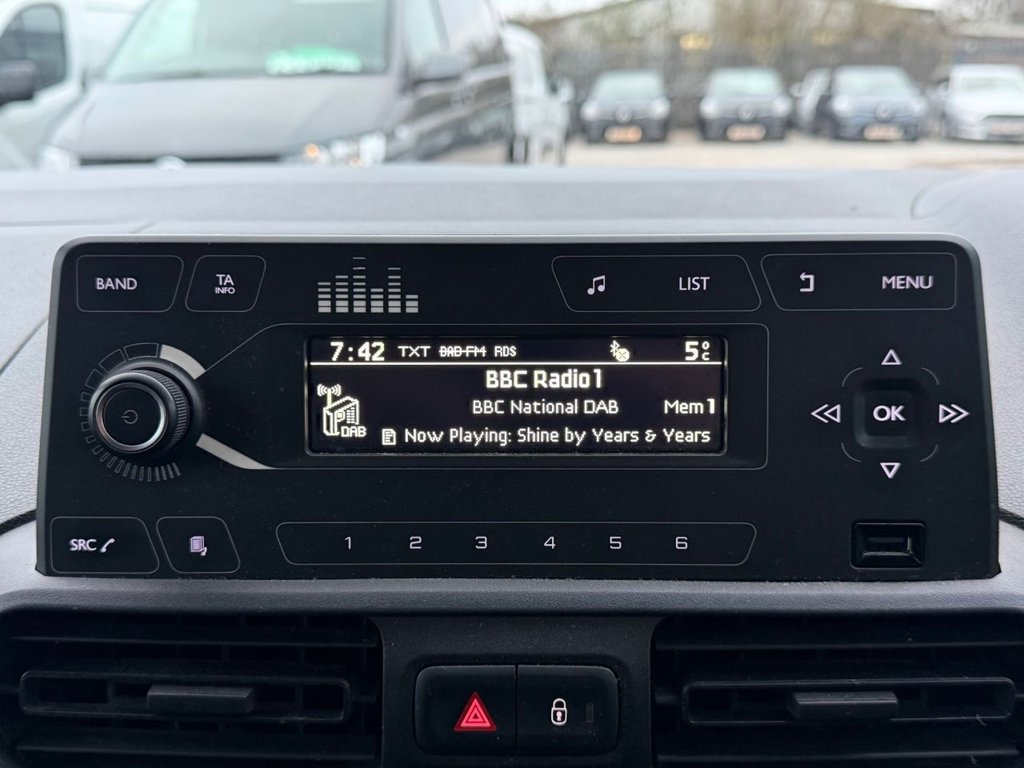 BAND
TA
INFO
LIST
MENU
7:42 TXT DAB-FM RDS 5°C
BBC Radio 1
BBC National DAB Mem 1
DAB
Now Playing: Shine by Years & Years
OK
SRC
1 2 3 4 5 6